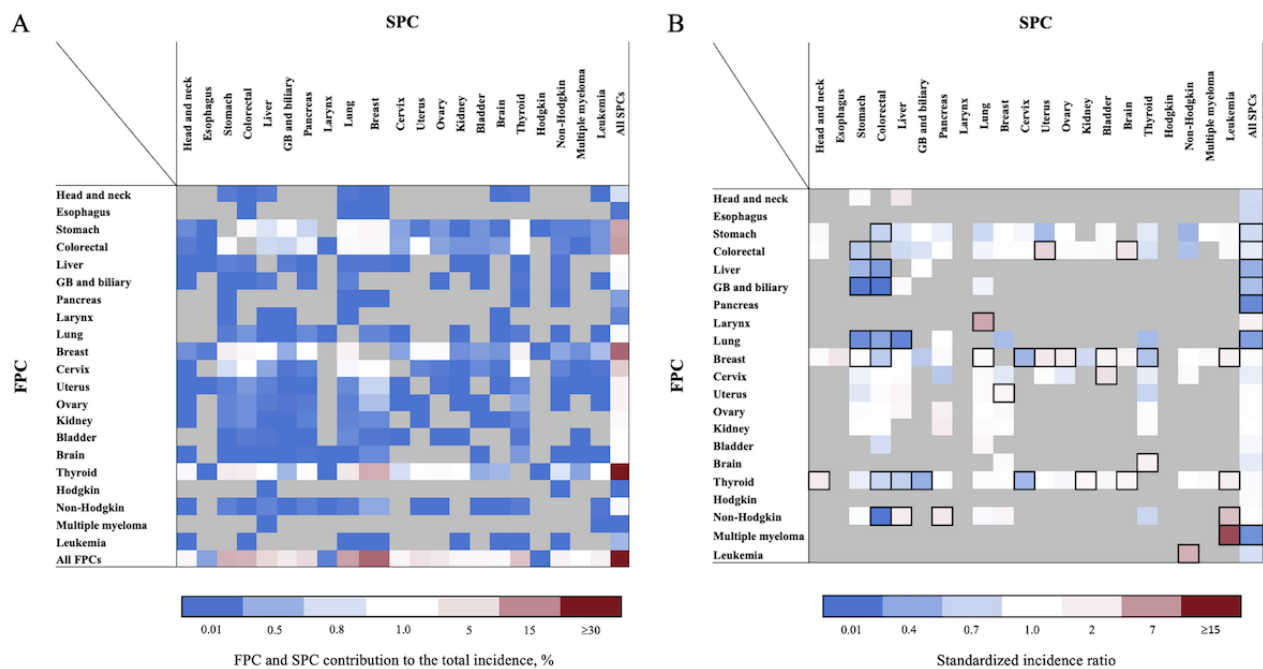 A
SPC
Head and neck
Esophagus
Stomach
Colorectal
Liver
GB and biliary
Pancreas
Larynx
Lung
Breast
Cervix
Uterus
Ovary
Kidney
Bladder
Brain
Thyroid
Hodgkin
Non-Hodgkin
Multiple myeloma
Leukemia
All SPCs
FPC
Head and neck
Esophagus
Stomach
Colorectal
Liver
GB and biliary
Pancreas
Larynx
Lung
Breast
Cervix
Uterus
Ovary
Kidney
Bladder
Brain
Thyroid
Hodgkin
Non-Hodgkin
Multiple myeloma
Leukemia
All FPCs
0.01 0.5 0.8 1.0 5 15 ≥30
FPC and SPC contribution to the total incidence, %
B
SPC
Head and neck
Esophagus
Stomach
Colorectal
Liver
GB and biliary
Pancreas
Larynx
Lung
Breast
Cervix
Uterus
Ovary
Kidney
Bladder
Brain
Thyroid
Hodgkin
Non-Hodgkin
Multiple myeloma
Leukemia
All SPCs
FPC
Head and neck
Esophagus
Stomach
Colorectal
Liver
GB and biliary
Pancreas
Larynx
Lung
Breast
Cervix
Uterus
Ovary
Kidney
Bladder
Brain
Thyroid
Hodgkin
Non-Hodgkin
Multiple myeloma
Leukemia
0.01 0.4 0.7 1.0 2 7 ≥15
Standardized incidence ratio